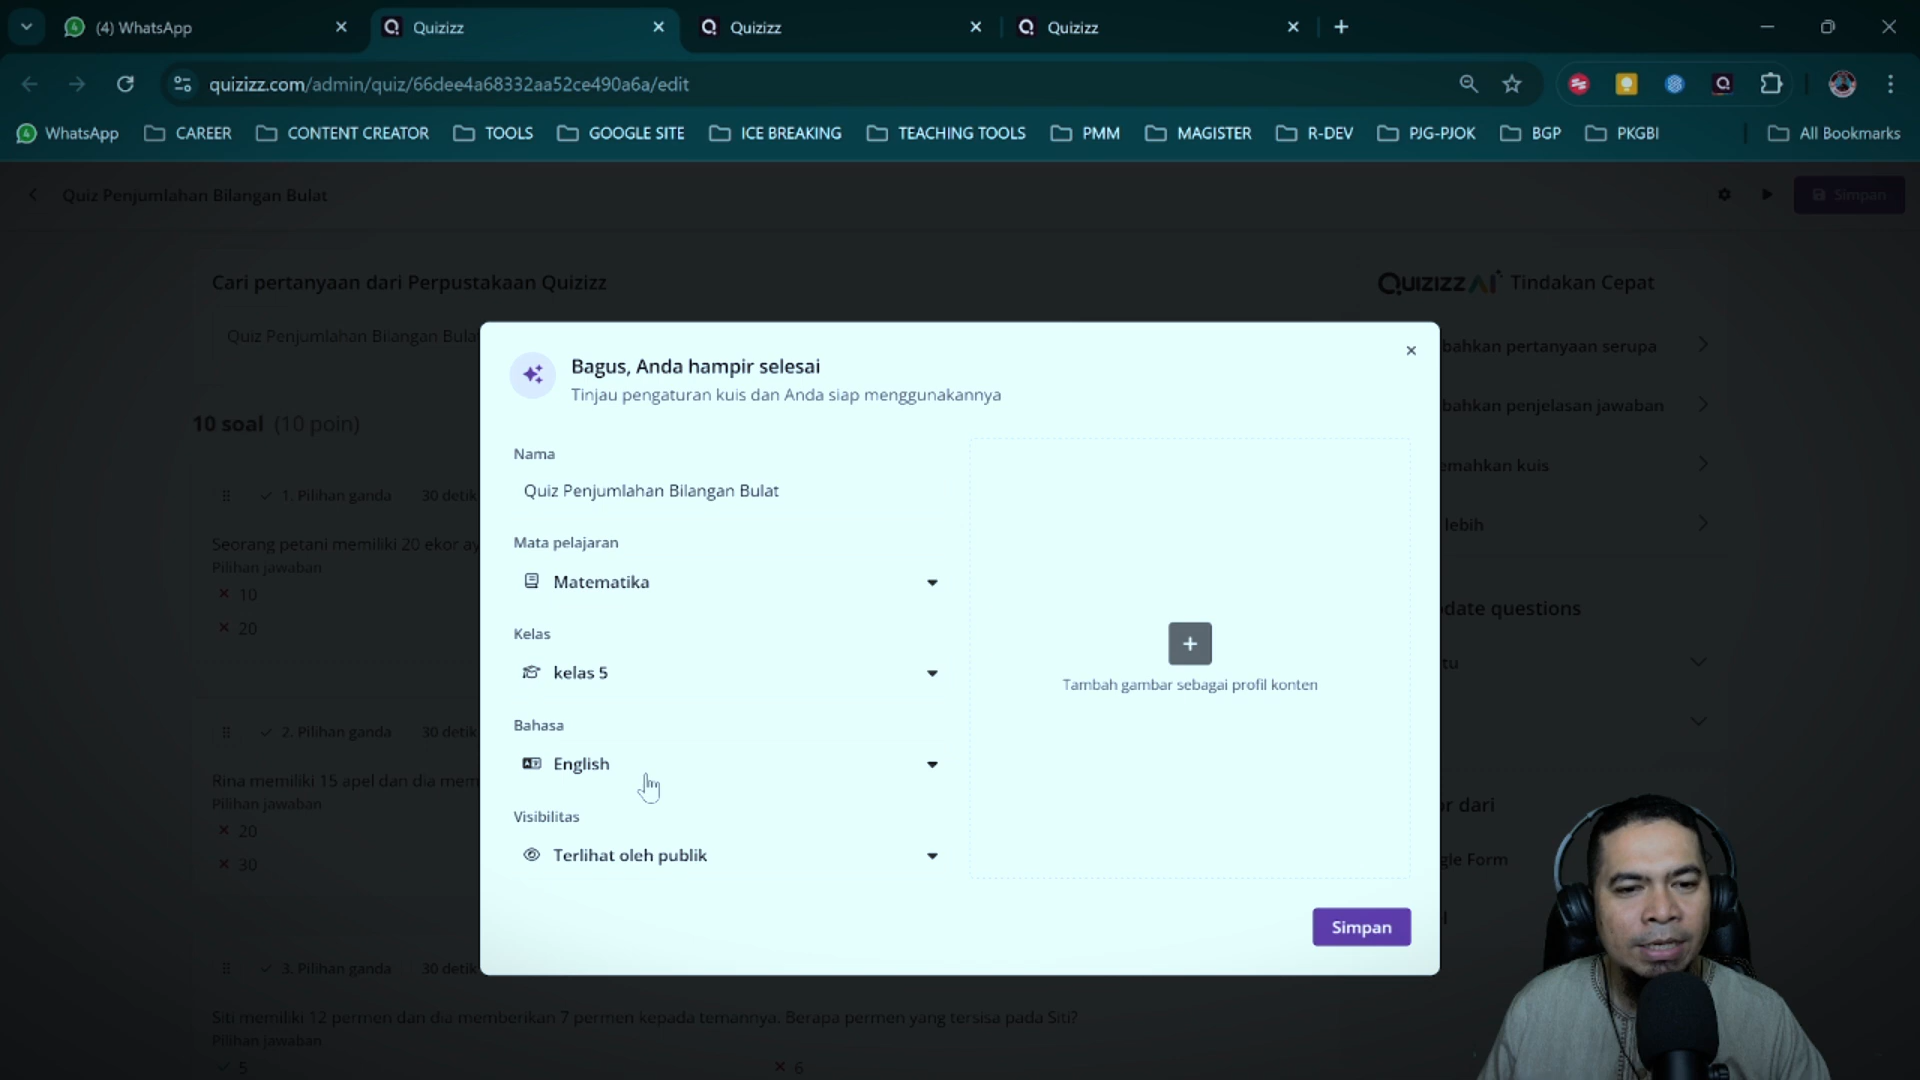 (4) WhatsApp
Quizizz
Quizizz
Quizizz
quizizz.com/admin/quiz/66dee4a68332aa52ce490a6a/edit
WhatsApp CAREER CONTENT CREATOR TOOLS GOOGLE SITE ICE BREAKING TEACHING TOOLS PMM MAGISTER R-DEV PJG-PJOK BGP PKGBI All Bookmarks
Quiz Penjumlahan Bilangan Bulat
Simpan
Cari pertanyaan dari Perpustakaan Quizizz
Quizizz AI Tindakan Cepat
Quiz Penjumlahan Bilangan Bula
bahkan pertanyaan serupa
bahkan penjelasan jawaban
emahkan kuis
lebih
date questions
tu
or dari
gle Form
10 soal (10 poin)
1. Pilihan ganda 30 detik
Seorang petani memiliki 20 ekor ay
Pilihan jawaban
10
20
2. Pilihan ganda 30 detik
Rina memiliki 15 apel dan dia mem
Pilihan jawaban
20
30
3. Pilihan ganda 30 detik
Siti memiliki 12 permen dan dia memberikan 7 permen kepada temannya. Berapa permen yang tersisa pada Siti?
Pilihan jawaban
5 6
Bagus, Anda hampir selesai
Tinjau pengaturan kuis dan Anda siap menggunakannya
Nama
Quiz Penjumlahan Bilangan Bulat
Mata pelajaran
Matematika
Kelas
kelas 5
Bahasa
English
Visibilitas
Terlihat oleh publik
Tambah gambar sebagai profil konten
Simpan